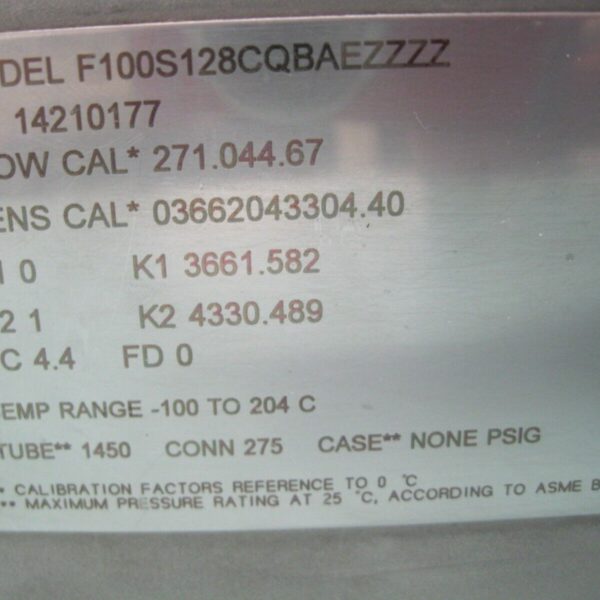 DEL F100S128CQBAEZZZZ
14210177
OW CAL* 271.044.67
ENS CAL* 03662043304.40
1 0 K1 3661.582
2 1 K2 4330.489
C 4.4 FD 0
EMP RANGE -100 TO 204 C
TUBE** 1450 CONN 275 CASE** NONE PSIG
* CALIBRATION FACTORS REFERENCE TO 0 °C
** MAXIMUM PRESSURE RATING AT 25 °C, ACCORDING TO ASME B